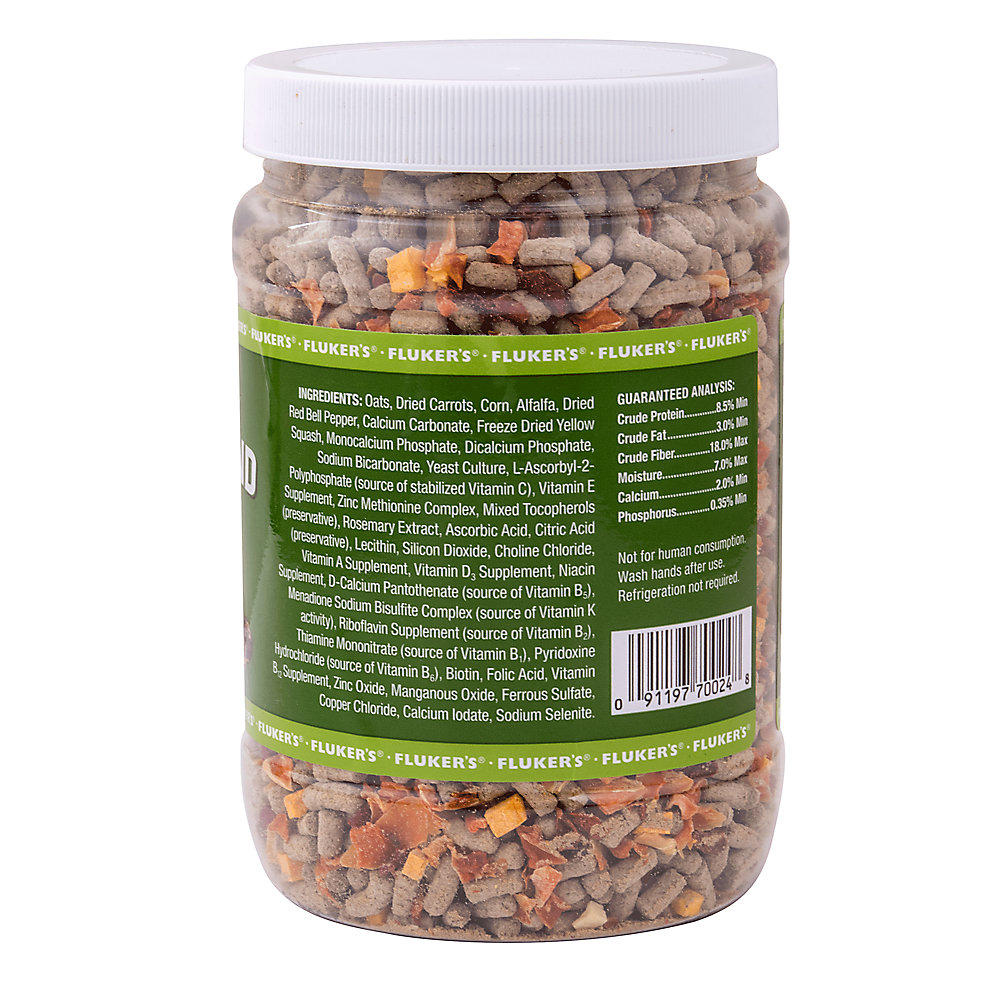 FLUKER'S® · FLUKER'S® · FLUKER'S® · FLUKER'S® · FLUKER'S® · FLUKER'S®
INGREDIENTS: Oats, Dried Carrots, Corn, Alfalfa, Dried
Red Bell Pepper, Calcium Carbonate, Freeze Dried Yellow
Squash, Monocalcium Phosphate, Dicalcium Phosphate,
Sodium Bicarbonate, Yeast Culture, L-Ascorbyl-2-
Polyphosphate (source of stabilized Vitamin C), Vitamin E
Supplement, Zinc Methionine Complex, Mixed Tocopherols
(preservative), Rosemary Extract, Ascorbic Acid, Citric Acid
(preservative), Lecithin, Silicon Dioxide, Choline Chloride,
Vitamin A Supplement, Vitamin D₃ Supplement, Niacin
Supplement, D-Calcium Pantothenate (source of Vitamin B₅),
Menadione Sodium Bisulfite Complex (source of Vitamin K
activity), Riboflavin Supplement (source of Vitamin B₂),
Thiamine Mononitrate (source of Vitamin B₁), Pyridoxine
Hydrochloride (source of Vitamin B₆), Biotin, Folic Acid, Vitamin
B₁₂ Supplement, Zinc Oxide, Manganous Oxide, Ferrous Sulfate,
Copper Chloride, Calcium Iodate, Sodium Selenite.
GUARANTEED ANALYSIS:
Crude Protein............8.5% Min
Crude Fat..................3.0% Min
Crude Fiber.............18.0% Max
Moisture...................7.0% Max
Calcium....................2.0% Min
Phosphorus............0.35% Min
Not for human consumption.
Wash hands after use.
Refrigeration not required.
0 91197 70024 8
FLUKER'S® · FLUKER'S® · FLUKER'S® · FLUKER'S® · FLUKER'S® · FLUKER'S®